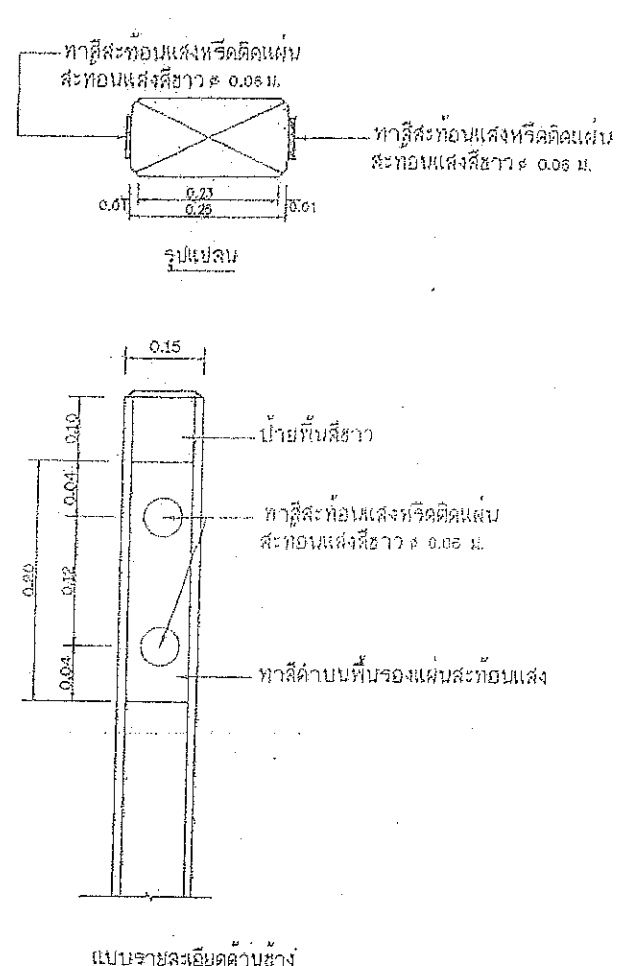 ทาสีสะท้อนแสงหรือติดแผ่น
สะทอนแสงสีขาว ø 0.06 ม.
ทาสีสะท้อนแสงหรือติดแผ่น
สะทอนแสงสีขาว ø 0.06 ม.
0.01
0.23
0.25
0.01
รูปแปลน
0.15
0.10
ป้ายพื้นสีขาว
0.04
ทาสีสะท้อนแสงหรือติดแผ่น
สะทอนแสงสีขาว ø 0.06 ม.
0.20
0.12
0.04
ทาสีดำบนพื้นรองแผ่นสะท้อนแสง
แบบรายละเอียดด้านข้าง